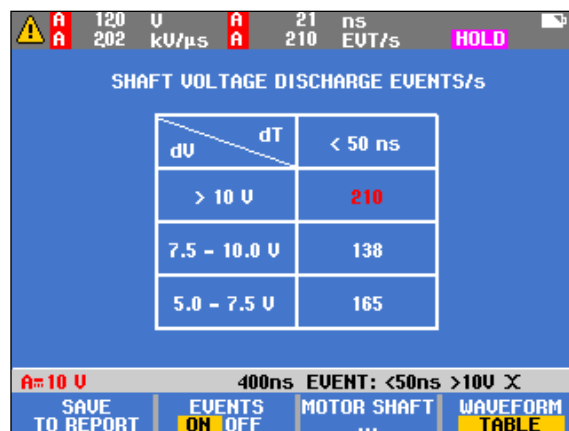 A 120 V A 21 ns
A 202 kV/µs A 210 EVT/s HOLD
SHAFT VOLTAGE DISCHARGE EVENTS/s
dV dT < 50 ns
> 10 V 210
7.5 - 10.0 V 138
5.0 - 7.5 V 165
A 10 V 400ns EVENT: <50ns >10V
SAVE TO REPORT
EVENTS ON OFF
MOTOR SHAFT ...
WAVEFORM TABLE